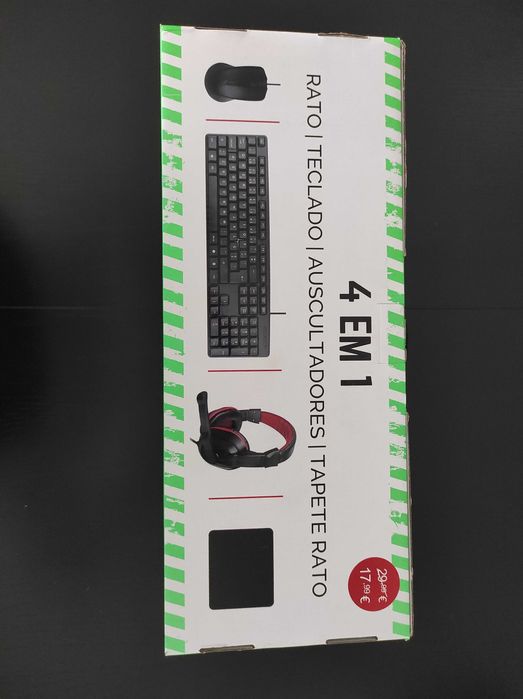 4 EM 1
RATO | TECLADO | AUSCULTADORES | TAPETE RATO
29,99 €
17,99 €